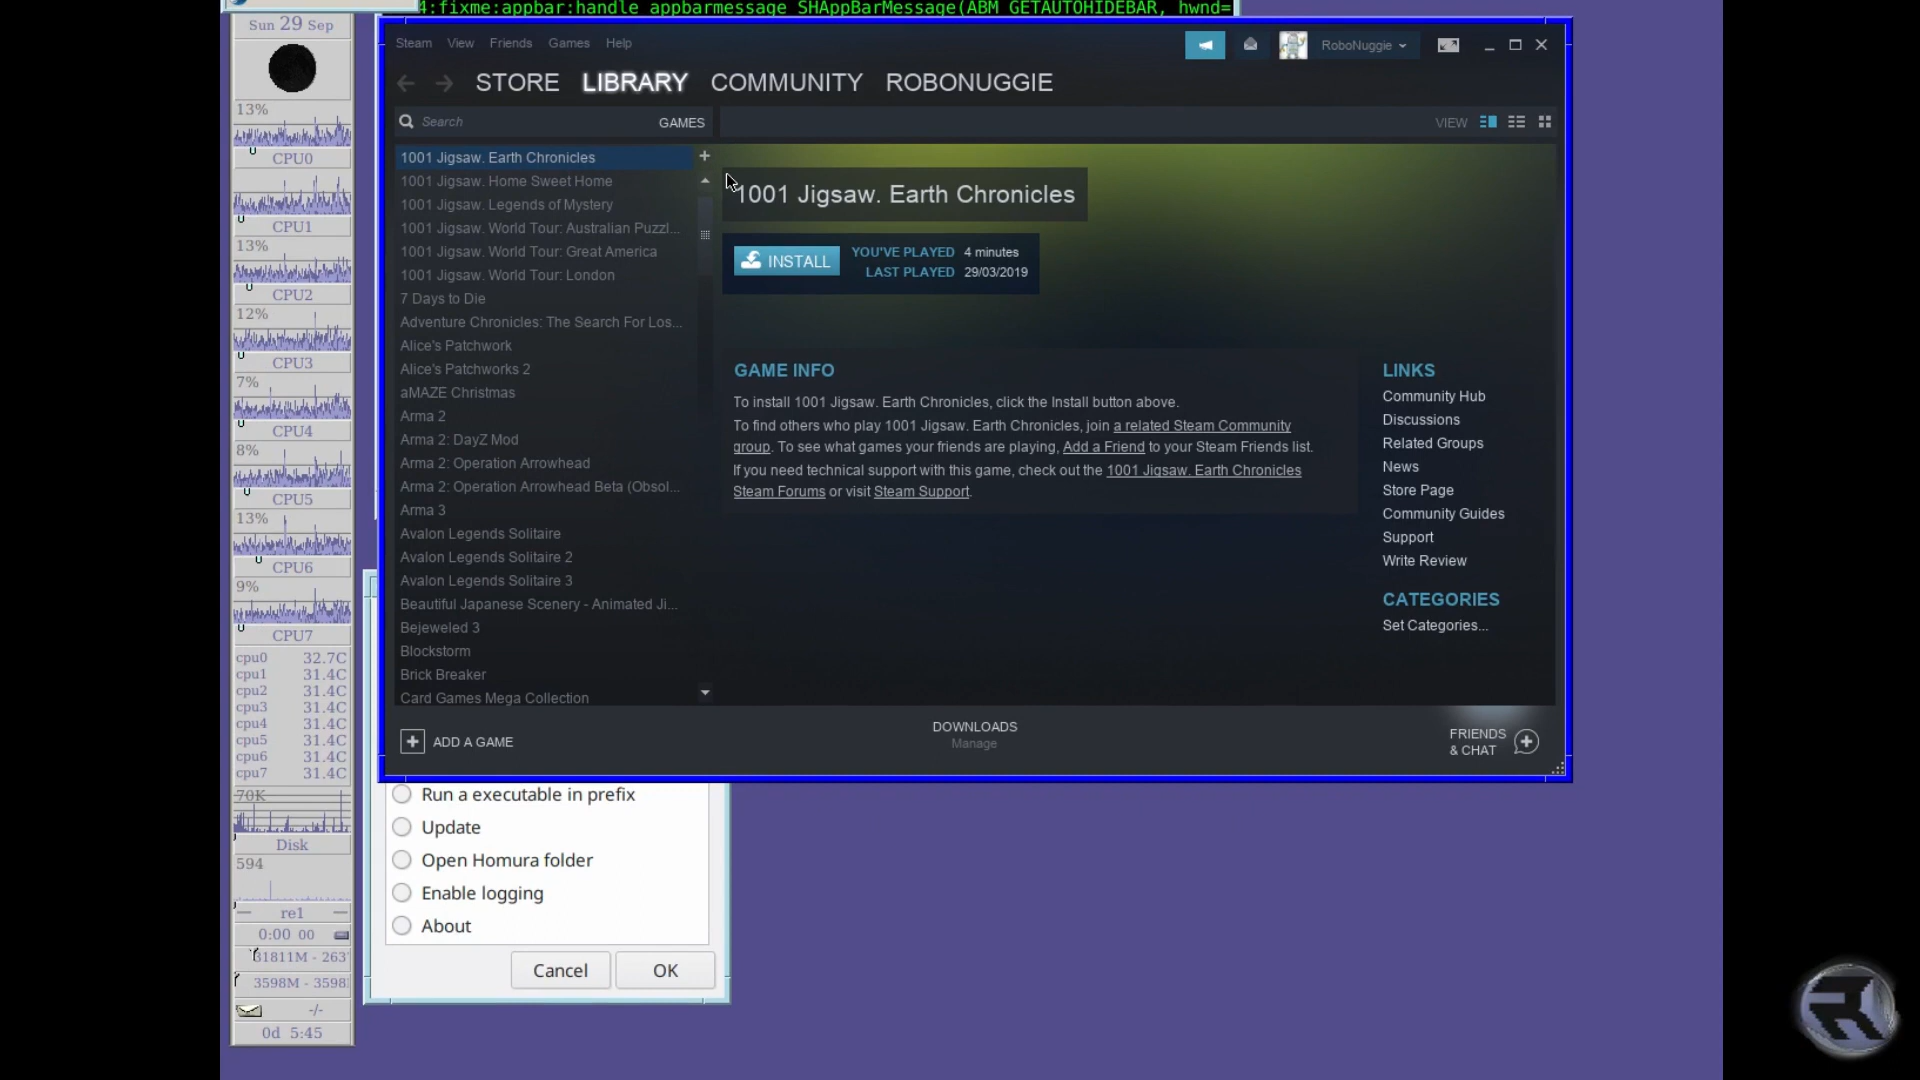 4:fixme:appbar:handle_appbarmessage SHAppBarMessage(ABM_GETAUTOHIDEBAR, hwnd=
Sun 29 Sep
13%
CPU0
CPU1
13%
CPU2
12%
CPU3
7%
CPU4
8%
CPU5
13%
CPU6
9%
CPU7
cpu0 32.7C
cpu1 31.4C
cpu2 31.4C
cpu3 31.4C
cpu4 31.4C
cpu5 31.4C
cpu6 31.4C
cpu7 31.4C
70K
Disk
594
re1
0:00 00
31811M - 263
3598M - 3598
-/-
0d 5:45
Steam View Friends Games Help
RoboNuggie
STORE LIBRARY COMMUNITY ROBONUGGIE
Search GAMES
VIEW
1001 Jigsaw. Earth Chronicles
1001 Jigsaw. Home Sweet Home
1001 Jigsaw. Legends of Mystery
1001 Jigsaw. World Tour: Australian Puzzl...
1001 Jigsaw. World Tour: Great America
1001 Jigsaw. World Tour: London
7 Days to Die
Adventure Chronicles: The Search For Los...
Alice's Patchwork
Alice's Patchworks 2
aMAZE Christmas
Arma 2
Arma 2: DayZ Mod
Arma 2: Operation Arrowhead
Arma 2: Operation Arrowhead Beta (Obsol...
Arma 3
Avalon Legends Solitaire
Avalon Legends Solitaire 2
Avalon Legends Solitaire 3
Beautiful Japanese Scenery - Animated Ji...
Bejeweled 3
Blockstorm
Brick Breaker
Card Games Mega Collection
1001 Jigsaw. Earth Chronicles
INSTALL
YOU'VE PLAYED 4 minutes
LAST PLAYED 29/03/2019
GAME INFO
To install 1001 Jigsaw. Earth Chronicles, click the Install button above.
To find others who play 1001 Jigsaw. Earth Chronicles, join a related Steam Community
group. To see what games your friends are playing, Add a Friend to your Steam Friends list.
If you need technical support with this game, check out the 1001 Jigsaw. Earth Chronicles
Steam Forums or visit Steam Support.
LINKS
Community Hub
Discussions
Related Groups
News
Store Page
Community Guides
Support
Write Review
CATEGORIES
Set Categories...
ADD A GAME
DOWNLOADS
Manage
FRIENDS
& CHAT
Run a executable in prefix
Update
Open Homura folder
Enable logging
About
Cancel OK